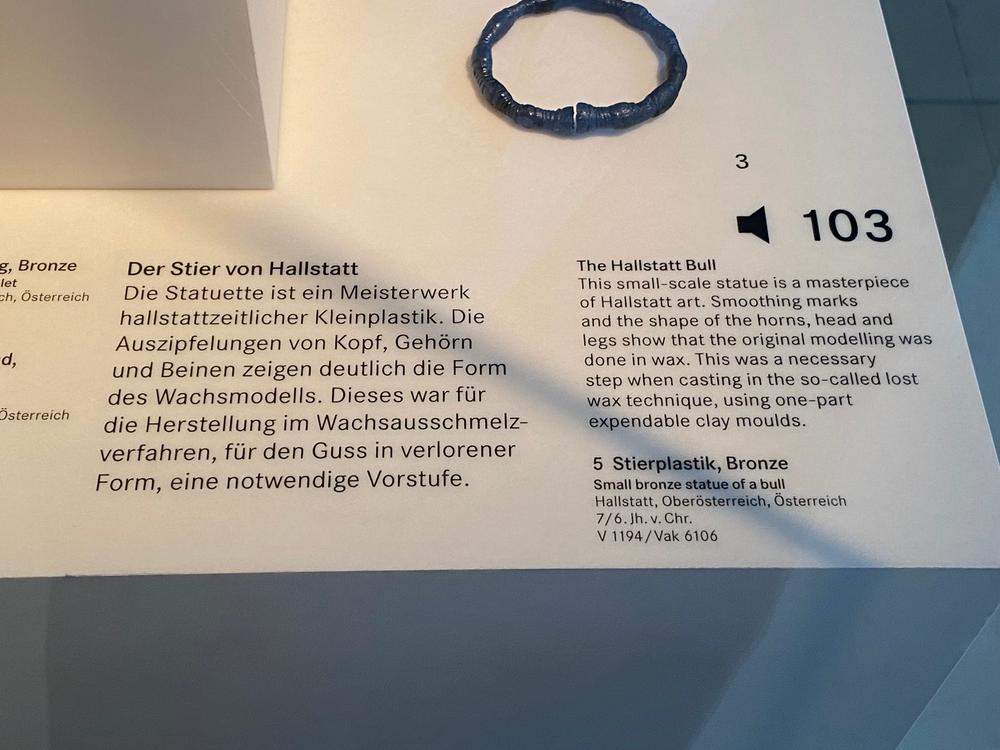 3
103
g, Bronze
let
ch, Österreich
d,
Österreich
Der Stier von Hallstatt
Die Statuette ist ein Meisterwerk
hallstattzeitlicher Kleinplastik. Die
Auszipfelungen von Kopf, Gehörn
und Beinen zeigen deutlich die Form
des Wachsmodells. Dieses war für
die Herstellung im Wachsausschmelz-
verfahren, für den Guss in verlorener
Form, eine notwendige Vorstufe.
The Hallstatt Bull
This small-scale statue is a masterpiece
of Hallstatt art. Smoothing marks
and the shape of the horns, head and
legs show that the original modelling was
done in wax. This was a necessary
step when casting in the so-called lost
wax technique, using one-part
expendable clay moulds.
5 Stierplastik, Bronze
Small bronze statue of a bull
Hallstatt, Oberösterreich, Österreich
7/6. Jh. v. Chr.
V 1194/Vak 6106